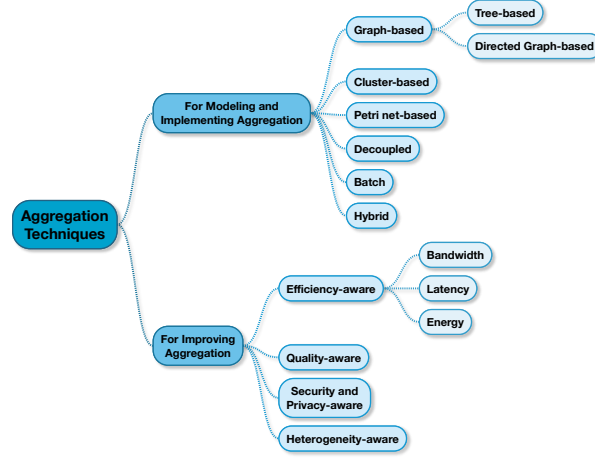 Aggregation
Techniques
For Modeling and
Implementing Aggregation
Graph-based
Tree-based
Directed Graph-based
Cluster-based
Petri net-based
Decoupled
Batch
Hybrid
For Improving
Aggregation
Efficiency-aware
Bandwidth
Latency
Energy
Quality-aware
Security and
Privacy-aware
Heterogeneity-aware